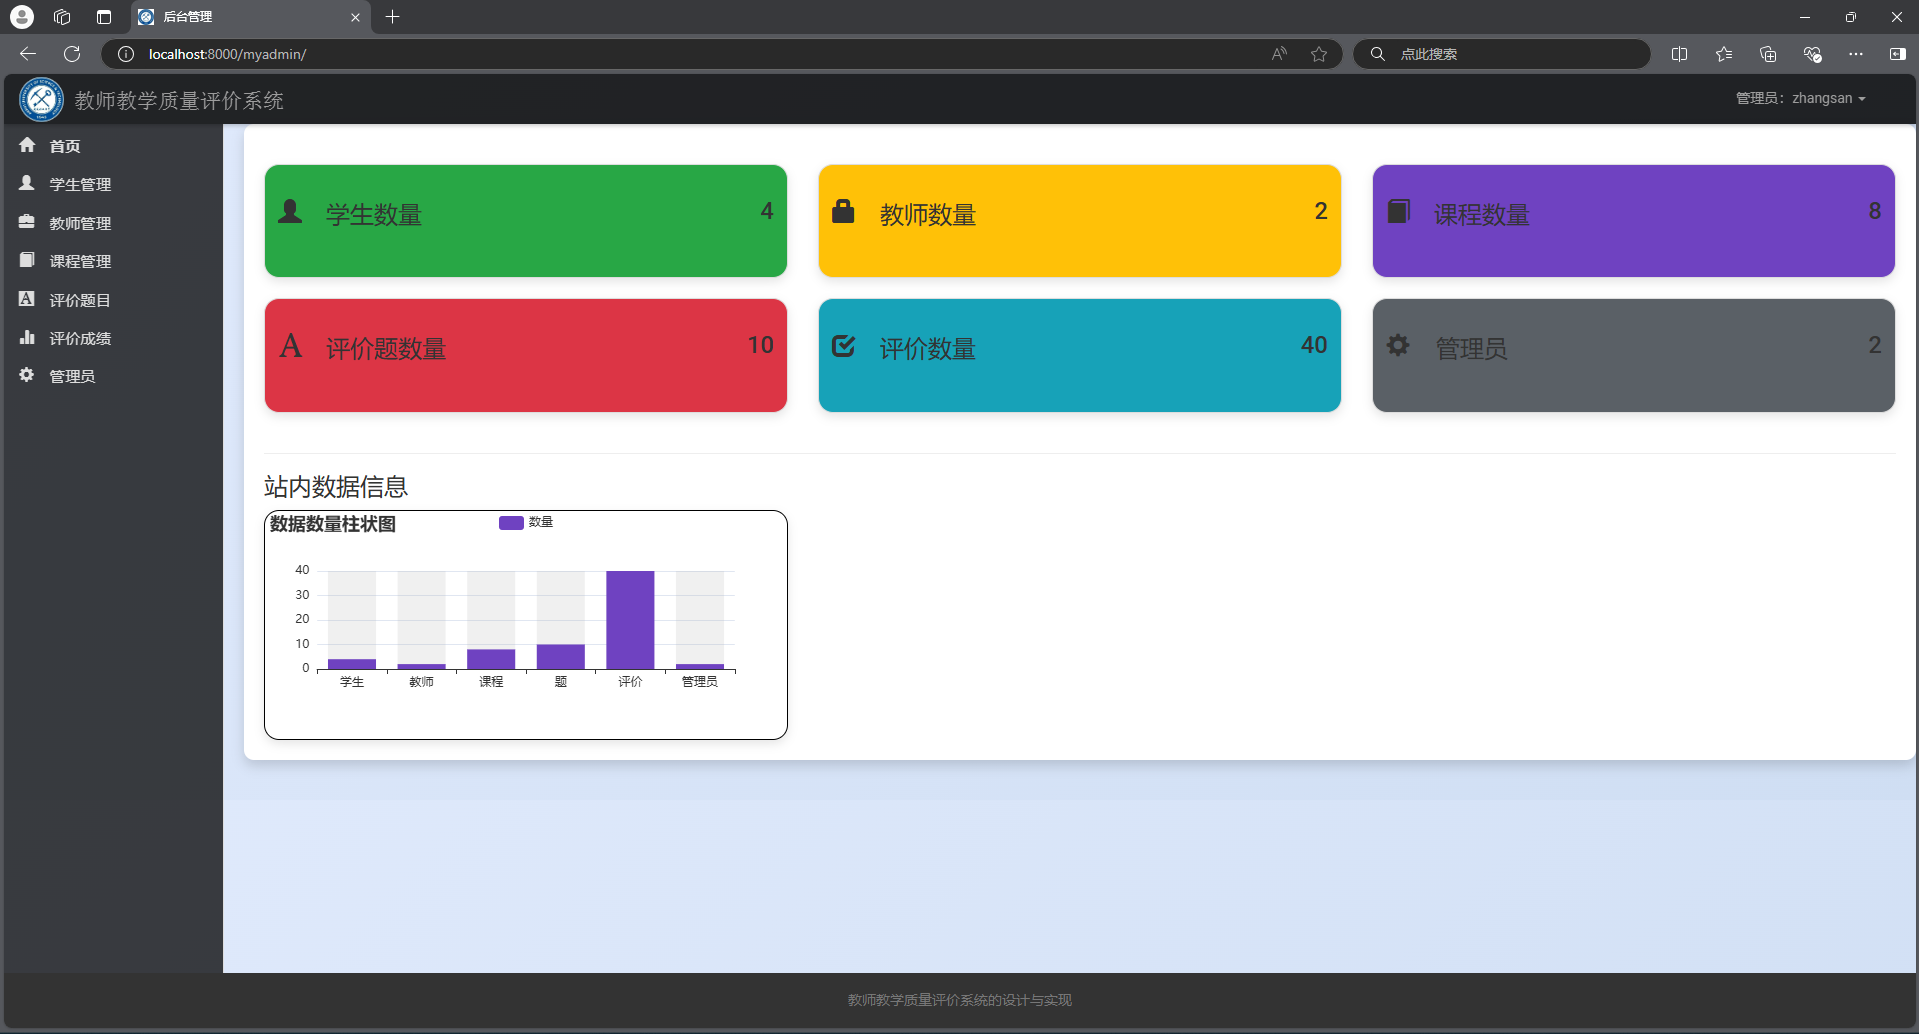 后台管理
localhost:8000/myadmin/
点此搜索
教师教学质量评价系统
管理员：zhangsan
首页
学生管理
教师管理
课程管理
评价题目
评价成绩
管理员
学生数量 4
教师数量 2
课程数量 8
评价题数量 10
评价数量 40
管理员 2
站内数据信息
数据数量柱状图
数量
40
30
20
10
0
学生 教师 课程 题 评价 管理员
教师教学质量评价系统的设计与实现